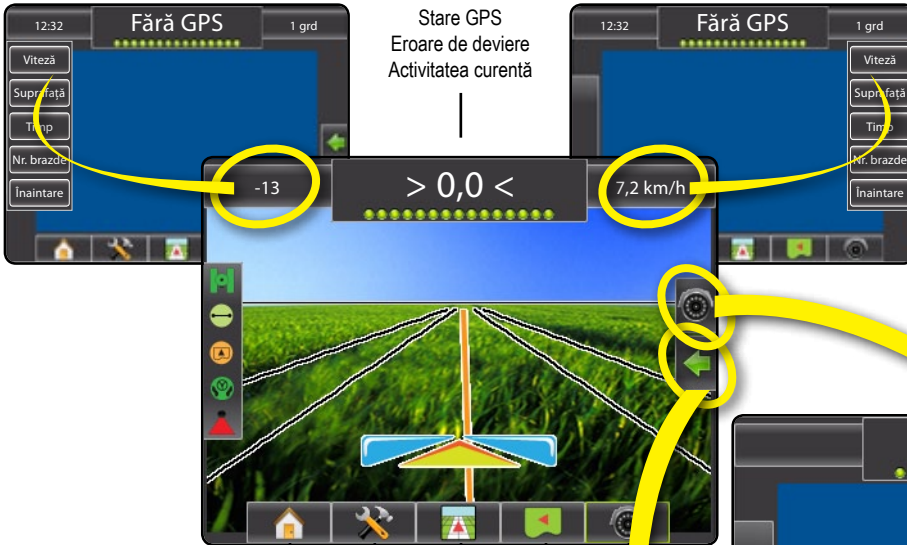 12:32
Fără GPS
1 grd
Viteză
Suprafață
Timp
Nr. brazde
Înaintare
Stare GPS
Eroare de deviere
Activitatea curentă
12:32
Fără GPS
1 grd
Viteză
Suprafață
Timp
Nr. brazde
Înaintare
-13
> 0,0 <
7,2 km/h